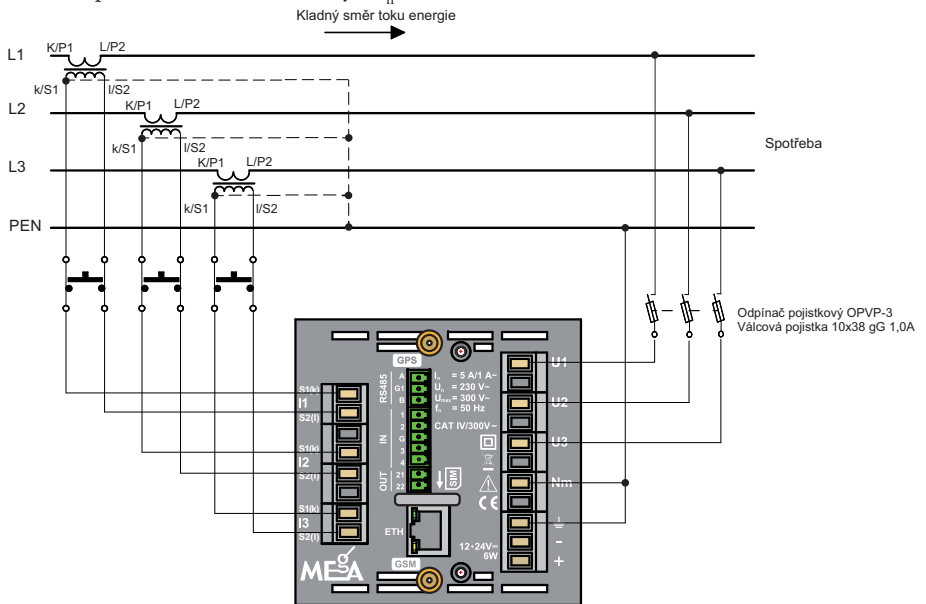 Kladný směr toku energie
L1
K/P1
L/P2
k/S1
l/S2
L2
K/P1
L/P2
k/S1
l/S2
L3
K/P1
L/P2
k/S1
l/S2
PEN
Spotřeba
Odpínač pojistkový OPVP-3
Válcová pojistka 10x38 gG 1,0A
GPS
RS485
A
G1
B
IN
1
2
G
3
4
OUT
21
22
Iₙ = 5 A/1 A~
Uₙ = 230 V~
Uₘₐₓ = 300 V~
fₙ = 50 Hz
CAT IV/300V~
SIM
CE
S1(k)
I1
S2(l)
S1(k)
I2
S2(l)
S1(k)
I3
S2(l)
U1
U2
U3
Nm
-
+
12÷24V=
6W
ETH
GSM
MEgA